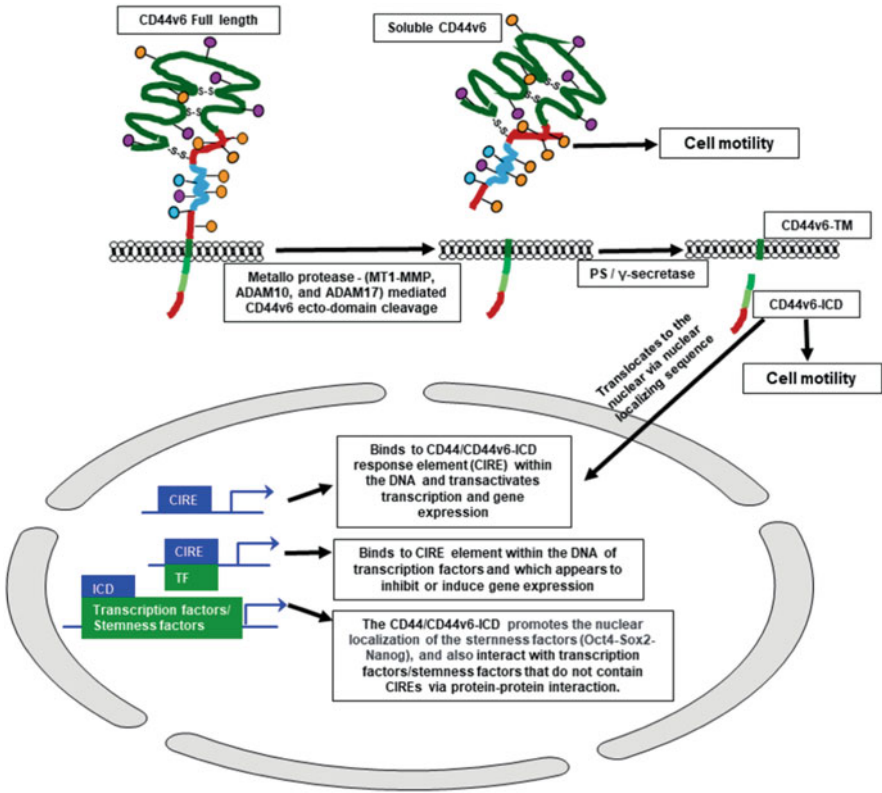 CD44v6 Full length
Soluble CD44v6
S-S
S-S
-S-S
S-S
S-S
S-S
Cell motility
CD44v6-TM
Metallo protease - (MT1-MMP,
ADAM10, and ADAM17) mediated
CD44v6 ecto-domain cleavage
PS / γ-secretase
CD44v6-ICD
Cell motility
Translocates to the
nuclear via nuclear
localizing sequence
Binds to CD44/CD44v6-ICD
response element (CIRE) within
the DNA and transactivates
transcription and gene
expression
CIRE
CIRE
TF
Binds to CIRE element within the DNA of
transcription factors and which appears to
inhibit or induce gene expression
ICD
Transcription factors/
Stemness factors
The CD44/CD44v6-ICD promotes the nuclear
localization of the sternness factors (Oct4-Sox2-
Nanog), and also interact with transcription
factors/stemness factors that do not contain
CIREs via protein-protein interaction.